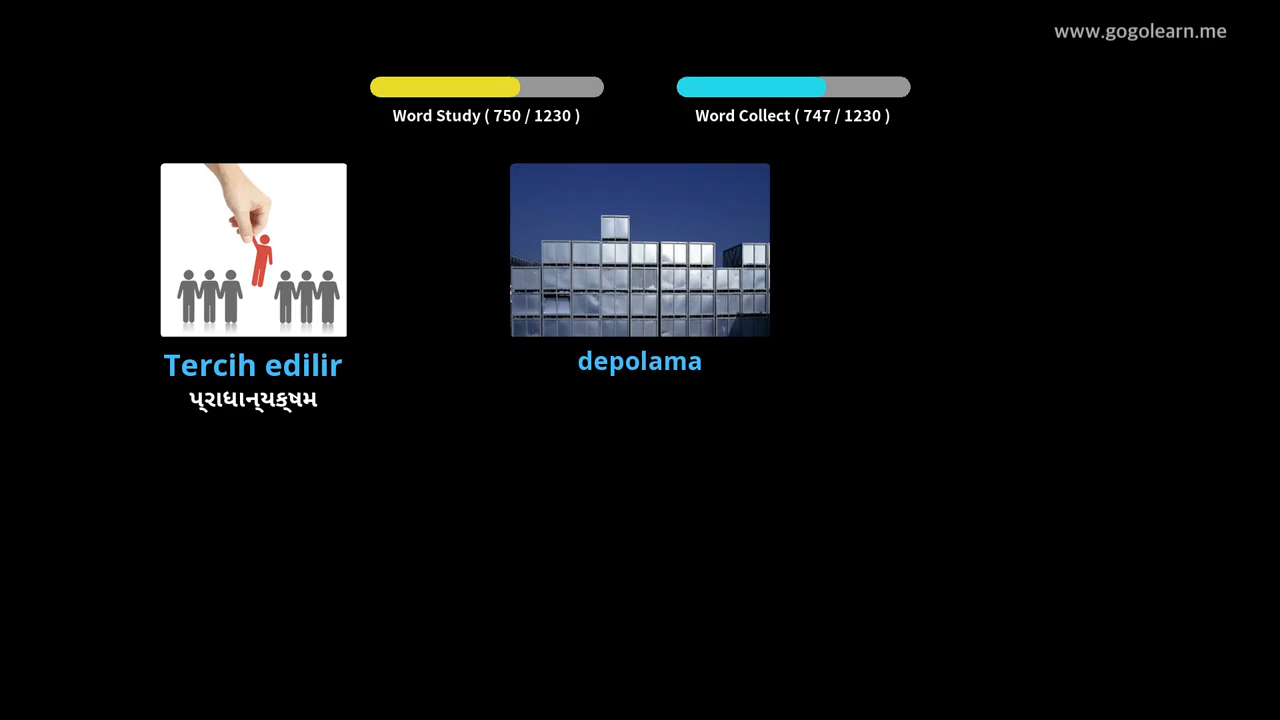 www.gogolearn.me
Word Study ( 750 / 1230 )
Word Collect ( 747 / 1230 )
Tercih edilir
પ્રાધાન્યક્ષમ
depolama